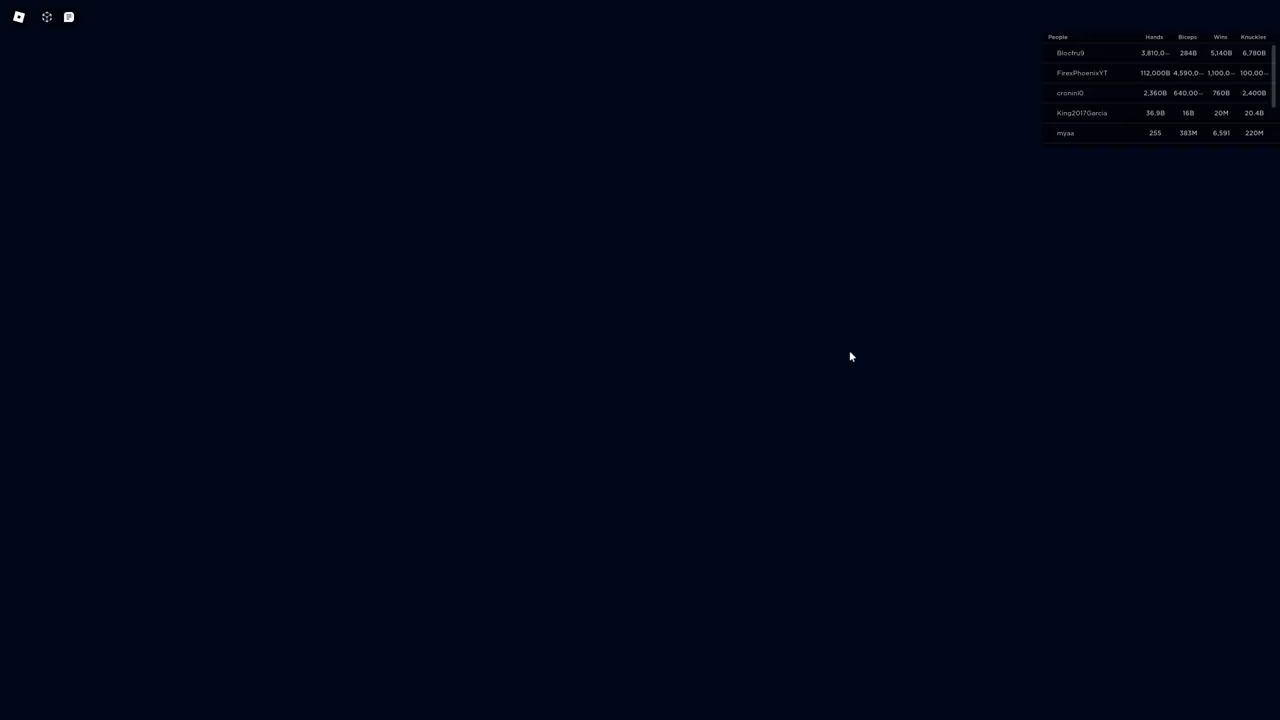 People Hands Biceps Wins Knuckles
Blocfru9 3,810,0··· 284B 5,140B 6,780B
FirexPhoenixYT 112,000B 4,590,0··· 1,100,0··· 100,00···
cronin10 2,360B 640,00··· 760B 2,400B
King2017Garcia 36.9B 16B 20M 20.4B
myaa 255 383M 6,591 220M